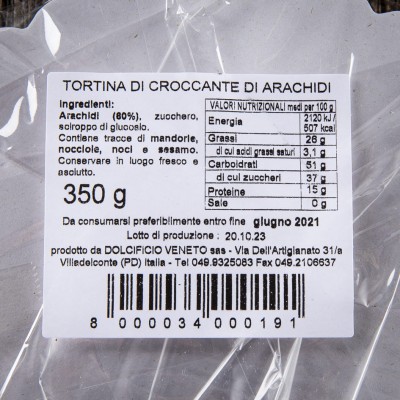 TORTINA DI CROCCANTE DI ARACHIDI
Ingredienti:
Arachidi (60%), zucchero,
sciroppo di glucosio.
Contiene tracce di mandorle,
nocciole, noci e sesamo.
Conservare in luogo fresco e
asciutto.
350 g
VALORI NUTRIZIONALI medi per 100 g
Energia 2120 kJ / 507 kcal
Grassi 26 g
di cui acidi grassi saturi 3,1 g
Carboidrati 51 g
di cui zuccheri 37 g
Proteine 15 g
Sale 0 g
Da consumarsi preferibilmente entro fine giugno 2021
Lotto di produzione : 20.10.23
prodotto da DOLCIFICIO VENETO sas - Via Dell'Artigianato 31/a
Villadelconte (PD) Italia - Tel 049.9325083 Fax 049.2106637
8 000034 000191